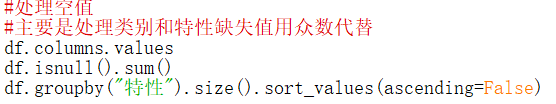 #处理空值
#主要是处理类别和特性缺失值用众数代替
df.columns.values
df.isnull().sum()
df.groupby("特性").size().sort_values(ascending=False)